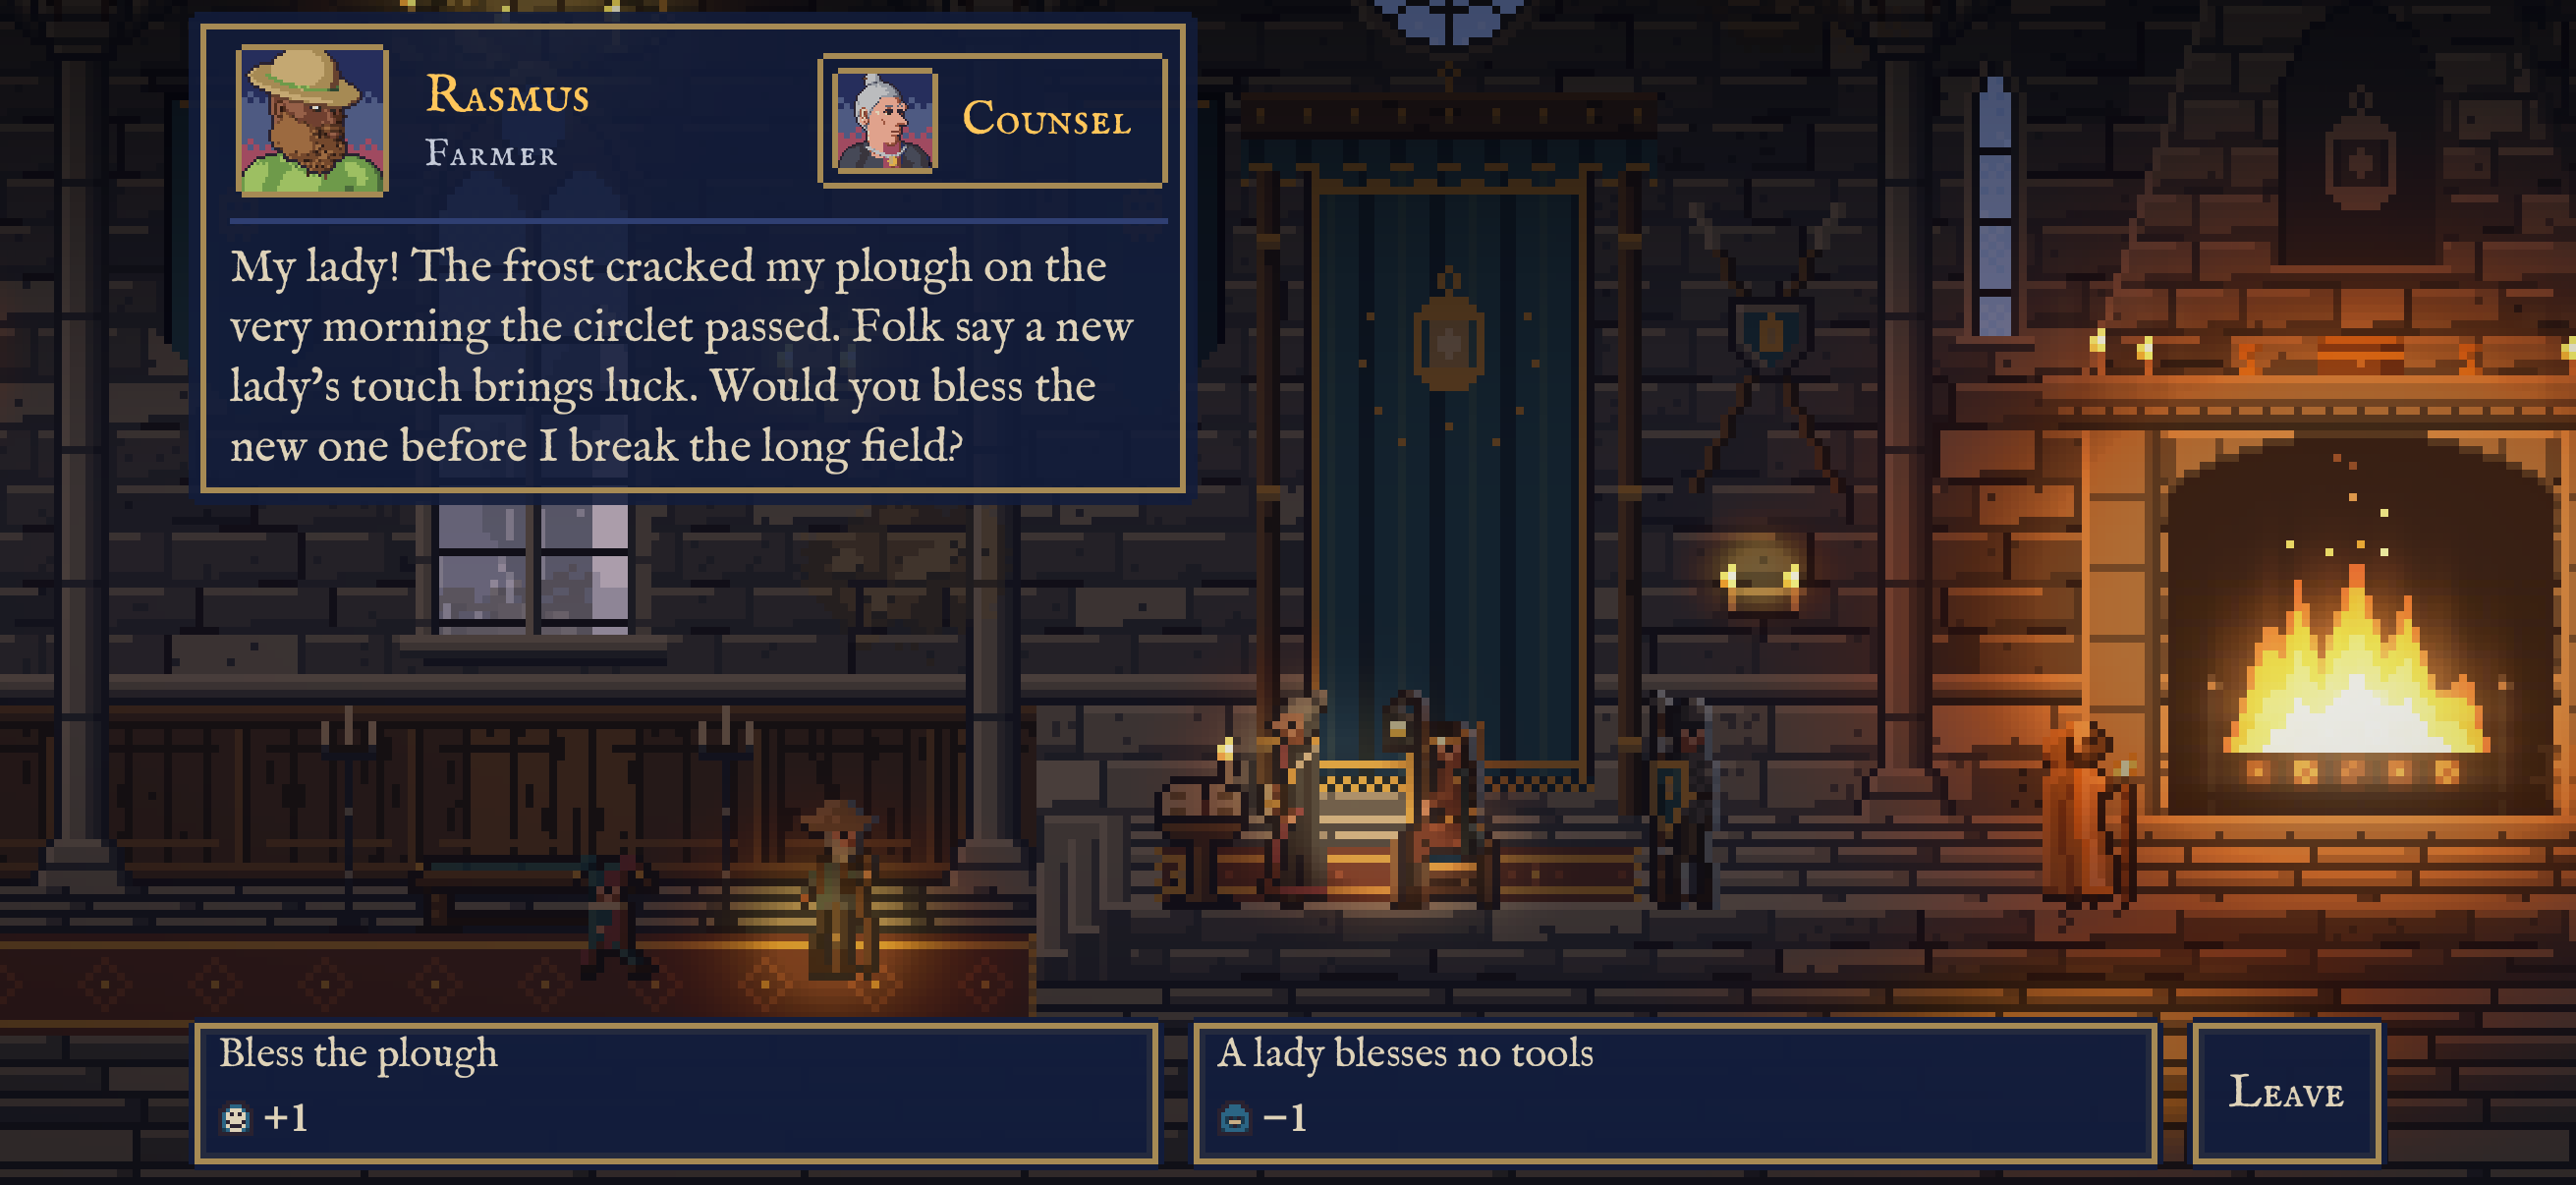 Rasmus
Farmer
Counsel
My lady! The frost cracked my plough on the
very morning the circlet passed. Folk say a new
lady’s touch brings luck. Would you bless the
new one before I break the long field?
Bless the plough
+1
A lady blesses no tools
−1
Leave